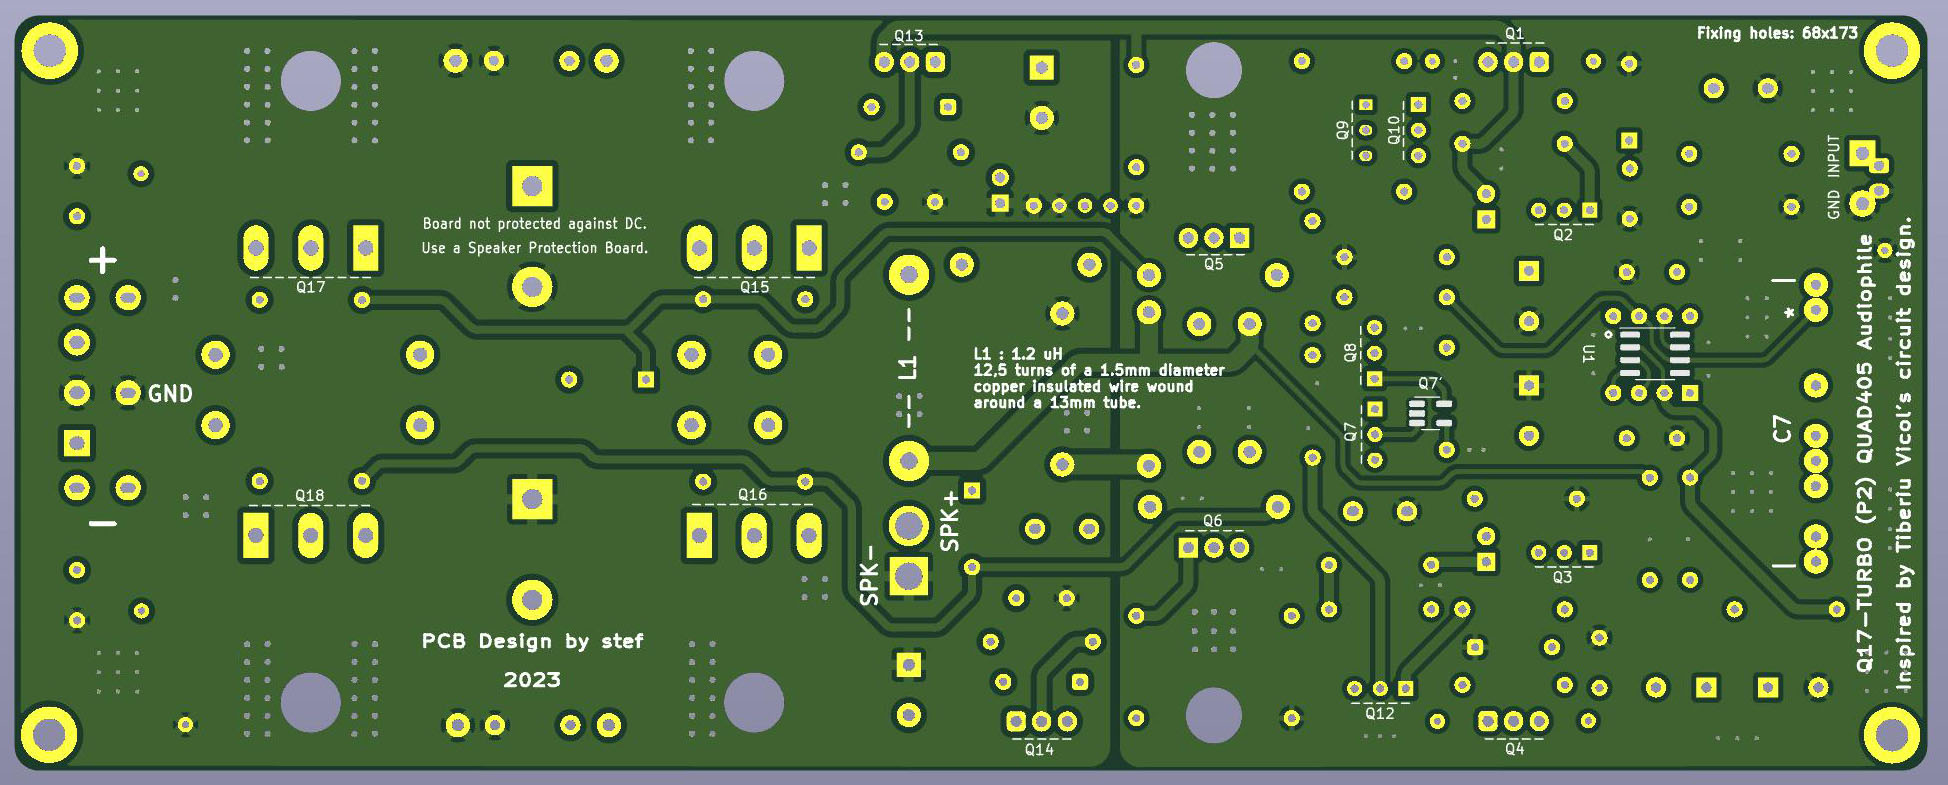 Fixing holes: 68x173
Q13
Q1
Q9
Q10
INPUT
GND
Q2
Q5
Board not protected against DC.
Use a Speaker Protection Board.
+
Q17
Q15
*
L1
L1 : 1.2 uH
12,5 turns of a 1.5mm diameter
copper insulated wire wound
around a 13mm tube.
Q8
Q7'
Q7
U1
GND
C7
Q18
Q16
SPK+
SPK-
Q6
Q3
PCB Design by stef
2023
Q12
Q14
Q4
Q17-TURBO (P2) QUAD405 Audiophile
Inspired by Tiberiu Vicol's circuit design.